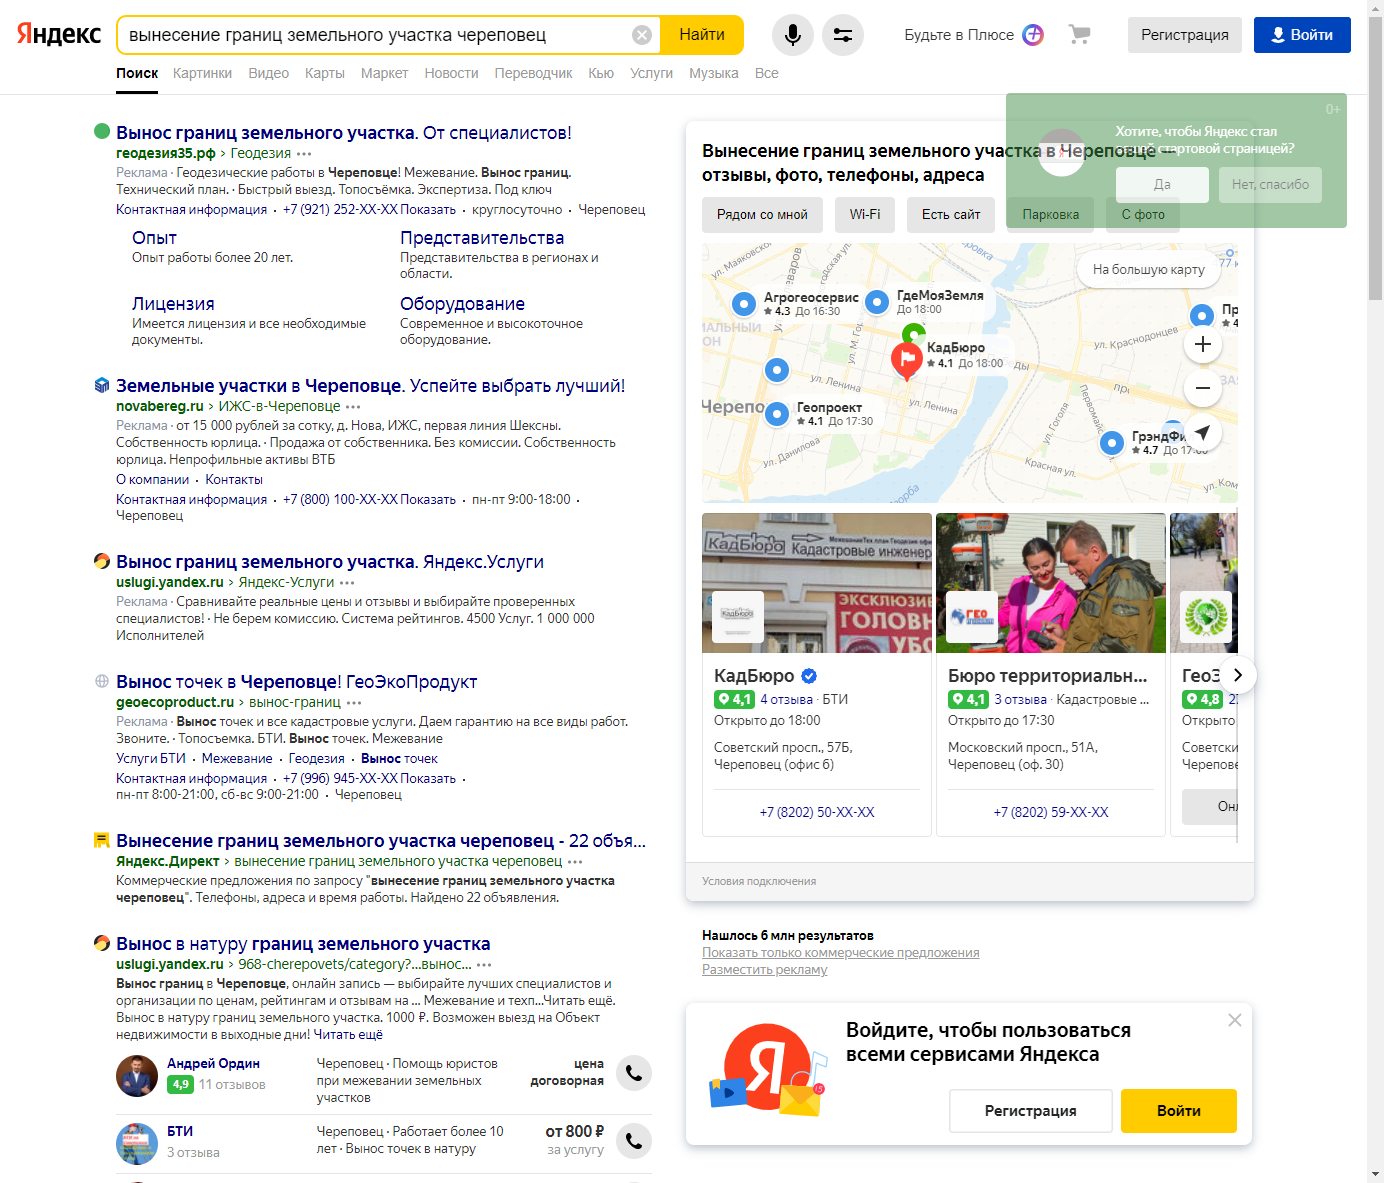 Яндекс
вынесение границ земельного участка череповец
Найти
Будьте в Плюсе
Регистрация
Войти
Поиск Картинки Видео Карты Маркет Новости Переводчик Кью Услуги Музыка Все
Вынос границ земельного участка. От специалистов!
геодезия35.рф › Геодезия
Реклама · Геодезические работы в Череповце! Межевание. Вынос границ.
Технический план. · Быстрый выезд. Топосъёмка. Экспертиза. Под ключ
Контактная информация · +7 (921) 252-XX-XX Показать · круглосуточно · Череповец
Опыт
Опыт работы более 20 лет.
Представительства
Представительства в регионах и
области.
Лицензия
Имеется лицензия и все необходимые
документы.
Оборудование
Современное и высокоточное
оборудование.
Земельные участки в Череповце. Успейте выбрать лучший!
novabereg.ru › ИЖС-в-Череповце
Реклама · от 15 000 рублей за сотку, д. Нова, ИЖС, первая линия Шексны.
Собственность юрлица. · Продажа от собственника. Без комиссии. Собственность
юрлица. Непрофильные активы ВТБ
О компании · Контакты
Контактная информация · +7 (800) 100-XX-XX Показать · пн-пт 9:00-18:00 ·
Череповец
Вынос границ земельного участка. Яндекс.Услуги
uslugi.yandex.ru › Яндекс-Услуги
Реклама · Сравнивайте реальные цены и отзывы и выбирайте проверенных
специалистов! · Не берем комиссию. Система рейтингов. 4500 Услуг. 1 000 000
Исполнителей
Вынос точек в Череповце! ГеоЭкоПродукт
geoecoproduct.ru › вынос-границ
Реклама · Вынос точек и все кадастровые услуги. Даем гарантию на все виды работ.
Звоните. · Топосъемка. БТИ. Вынос точек. Межевание
Услуги БТИ · Межевание · Геодезия · Вынос точек
Контактная информация · +7 (996) 945-XX-XX Показать ·
пн-пт 8:00-21:00, сб-вс 9:00-21:00 · Череповец
Вынесение границ земельного участка череповец - 22 объя...
Яндекс.Директ › вынесение границ земельного участка череповец
Коммерческие предложения по запросу "вынесение границ земельного участка
череповец". Телефоны, адреса и время работы. Найдено 22 объявления.
Вынос в натуру границ земельного участка
uslugi.yandex.ru › 968-cherepovets/category?...вынос...
Вынос границ в Череповце, онлайн запись — выбирайте лучших специалистов и
организации по ценам, рейтингам и отзывам на ... Межевание и техп...Читать ещё.
Вынос в натуру границ земельного участка. 1000 ₽. Возможен выезд на Объект
недвижимости в выходные дни! Читать ещё
Андрей Ордин
4,9 11 отзывов
Череповец · Помощь юристов
при межевании земельных
участков
цена
договорная
БТИ
3 отзыва
Череповец · Работает более 10
лет · Вынос точек в натуру
от 800 ₽
за услугу
0+
Хотите, чтобы Яндекс стал
стартовой страницей?
Да
Нет, спасибо
Вынесение границ земельного участка в Череповце —
отзывы, фото, телефоны, адреса
Рядом со мной
Wi-Fi
Есть сайт
Парковка
С фото
На большую карту
77 к
ул. Маяковского
Агрогеосервис
4.3 До 16:30
ГдеМояЗемля
До 18:00
Пр
4
КадБюро
4.1 До 18:00
ул. Краснодонцев
ул. Ленина
ул. Ленина
Черепо
Геопроект
4.1 До 17:30
ул. Данилова
ул. Гоголя
ГрэндФи
4.7 До 17:00
Красная ул.
ул. Ком
КадБюро
Кадастровые инженер
ЭКСКЛЮЗИВ
ГОЛОВН
УБО
КадБюро
ГЕО
КадБюро
4,1 4 отзыва · БТИ
Открыто до 18:00
Советский просп., 57Б,
Череповец (офис 6)
+7 (8202) 50-XX-XX
Бюро территориальн...
4,1 3 отзыва · Кадастровые ...
Открыто до 17:30
Московский просп., 51А,
Череповец (оф. 30)
+7 (8202) 59-XX-XX
ГеоЭ
4,8
Открыто
Советски
Черепове
Онл
Условия подключения
Нашлось 6 млн результатов
Показать только коммерческие предложения
Разместить рекламу
Войдите, чтобы пользоваться
всеми сервисами Яндекса
Регистрация
Войти